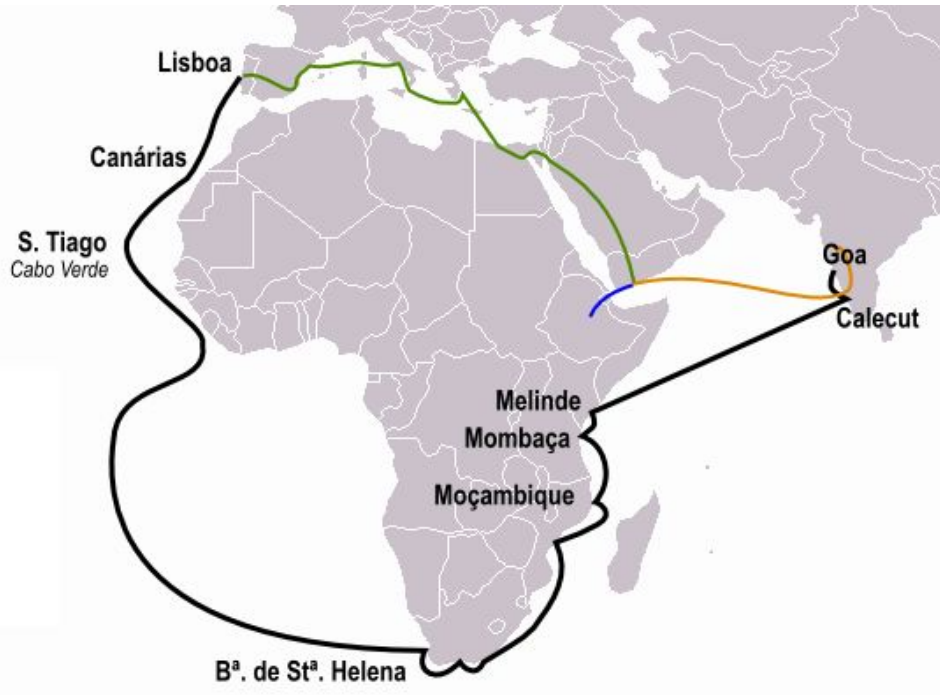 Lisboa
Canárias
S. Tiago
Cabo Verde
Goa
Calecut
Melinde
Mombaça
Moçambique
Bª. de Stª. Helena